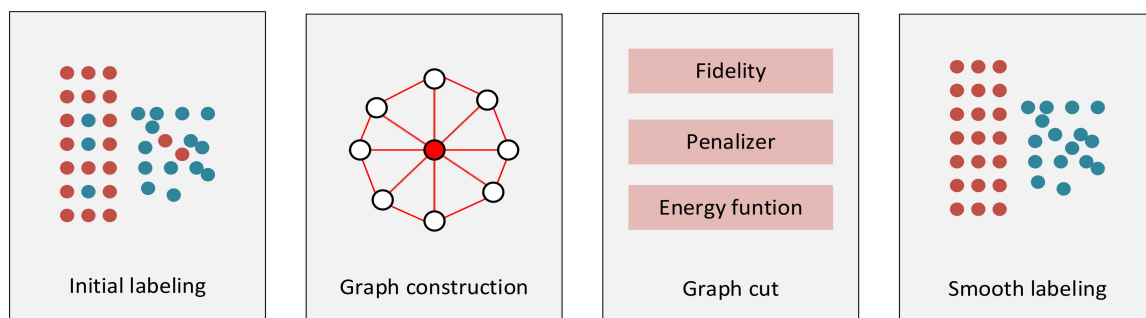 Initial labeling
Graph construction
Fidelity
Penalizer
Energy funtion
Graph cut
Smooth labeling